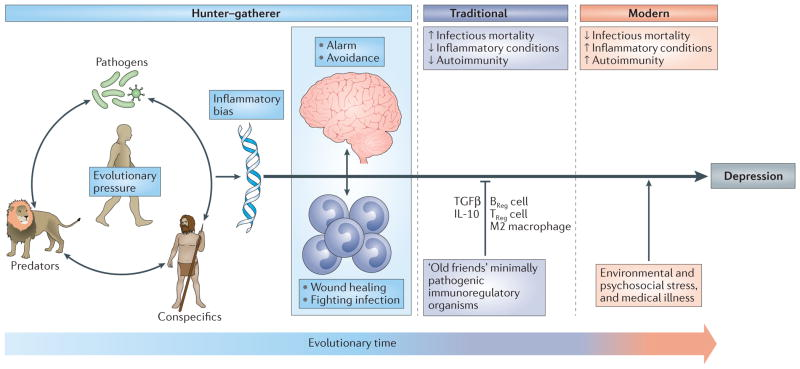 Hunter–gatherer
Traditional
Modern
Pathogens
Evolutionary
pressure
Predators
Conspecifics
Inflammatory
bias
• Alarm
• Avoidance
• Wound healing
• Fighting infection
↑ Infectious mortality
↓ Inflammatory conditions
↓ Autoimmunity
↓ Infectious mortality
↑ Inflammatory conditions
↑ Autoimmunity
TGFβ
IL-10
BReg cell
TReg cell
M2 macrophage
'Old friends' minimally
pathogenic
immunoregulatory
organisms
Environmental and
psychosocial stress,
and medical illness
Depression
Evolutionary time